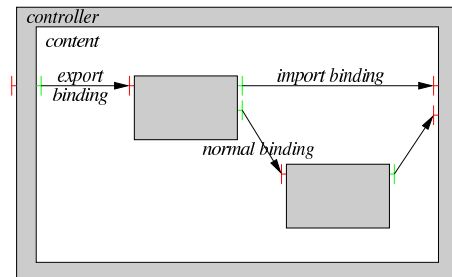 controller
content
export
binding
import binding
normal binding